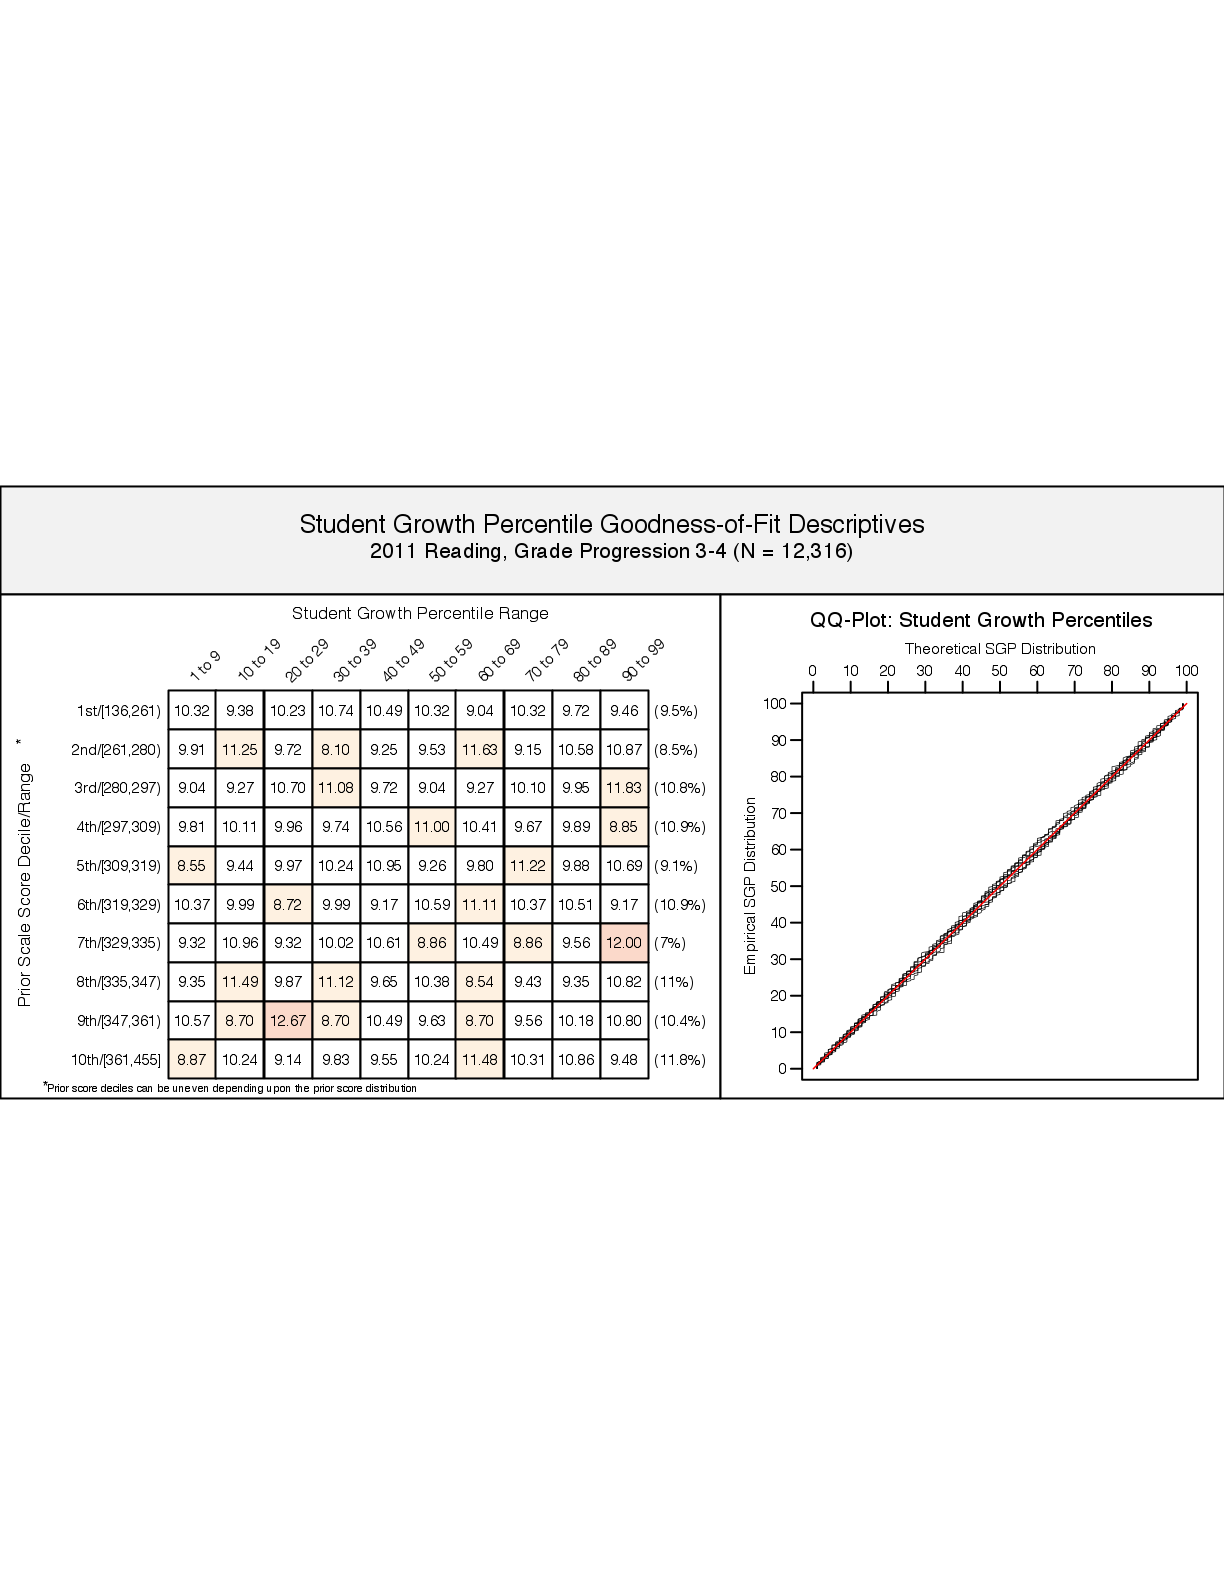 Student Growth Percentile Goodness-of-Fit Descriptives
2011 Reading, Grade Progression 3-4 (N = 12,316)
Student Growth Percentile Range
1 to 9 10 to 19 20 to 29 30 to 39 40 to 49 50 to 59 60 to 69 70 to 79 80 to 89 90 to 99
Prior Scale Score Decile/Range *
1st/[136,261) 10.32 9.38 10.23 10.74 10.49 10.32 9.04 10.32 9.72 9.46 (9.5%)
2nd/[261,280) 9.91 11.25 9.72 8.10 9.25 9.53 11.63 9.15 10.58 10.87 (8.5%)
3rd/[280,297) 9.04 9.27 10.70 11.08 9.72 9.04 9.27 10.10 9.95 11.83 (10.8%)
4th/[297,309) 9.81 10.11 9.96 9.74 10.56 11.00 10.41 9.67 9.89 8.85 (10.9%)
5th/[309,319) 8.55 9.44 9.97 10.24 10.95 9.26 9.80 11.22 9.88 10.69 (9.1%)
6th/[319,329) 10.37 9.99 8.72 9.99 9.17 10.59 11.11 10.37 10.51 9.17 (10.9%)
7th/[329,335) 9.32 10.96 9.32 10.02 10.61 8.86 10.49 8.86 9.56 12.00 (7%)
8th/[335,347) 9.35 11.49 9.87 11.12 9.65 10.38 8.54 9.43 9.35 10.82 (11%)
9th/[347,361) 10.57 8.70 12.67 8.70 10.49 9.63 8.70 9.56 10.18 10.80 (10.4%)
10th/[361,455] 8.87 10.24 9.14 9.83 9.55 10.24 11.48 10.31 10.86 9.48 (11.8%)
*Prior score deciles can be uneven depending upon the prior score distribution
QQ-Plot: Student Growth Percentiles
Theoretical SGP Distribution
0 10 20 30 40 50 60 70 80 90 100
Empirical SGP Distribution
100
90
80
70
60
50
40
30
20
10
0